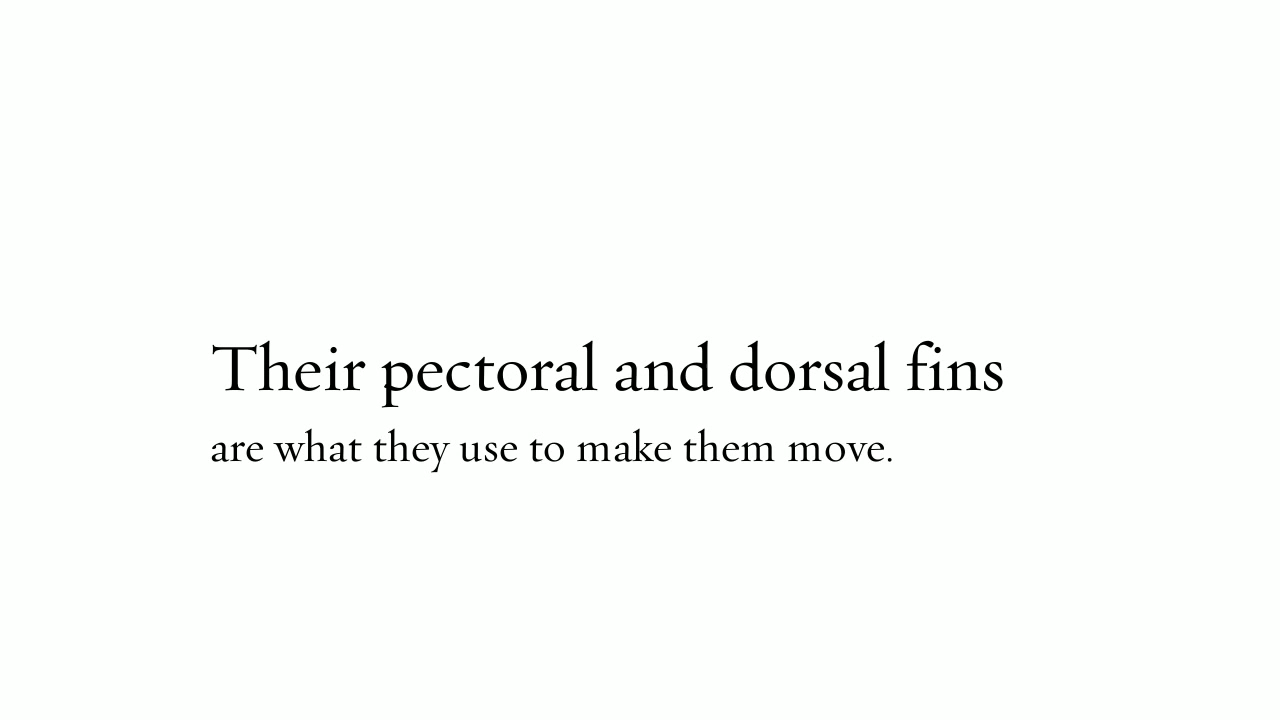 Their pectoral and dorsal fins
are what they use to make them move.